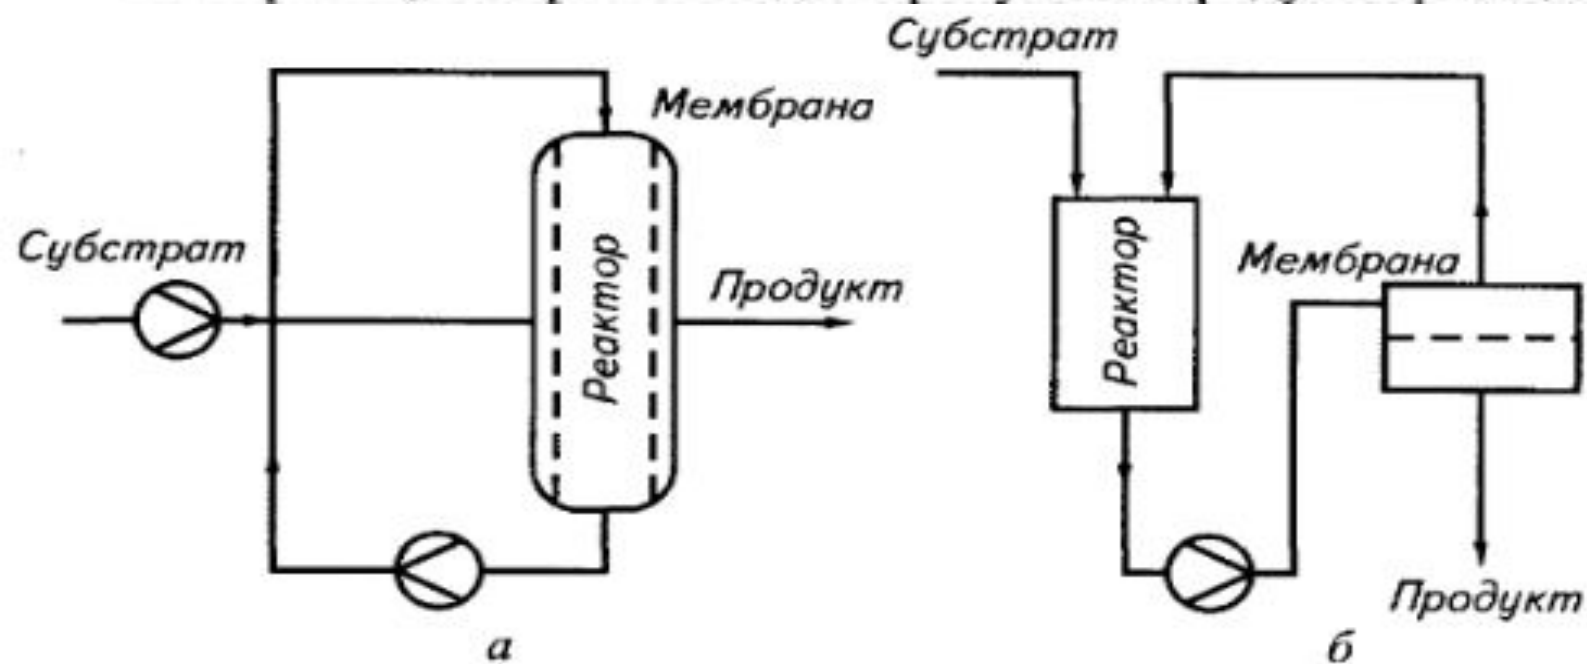 Субстрат
Мембрана
Реактор
Продукт
а
Субстрат
Реактор
Мембрана
Продукт
б